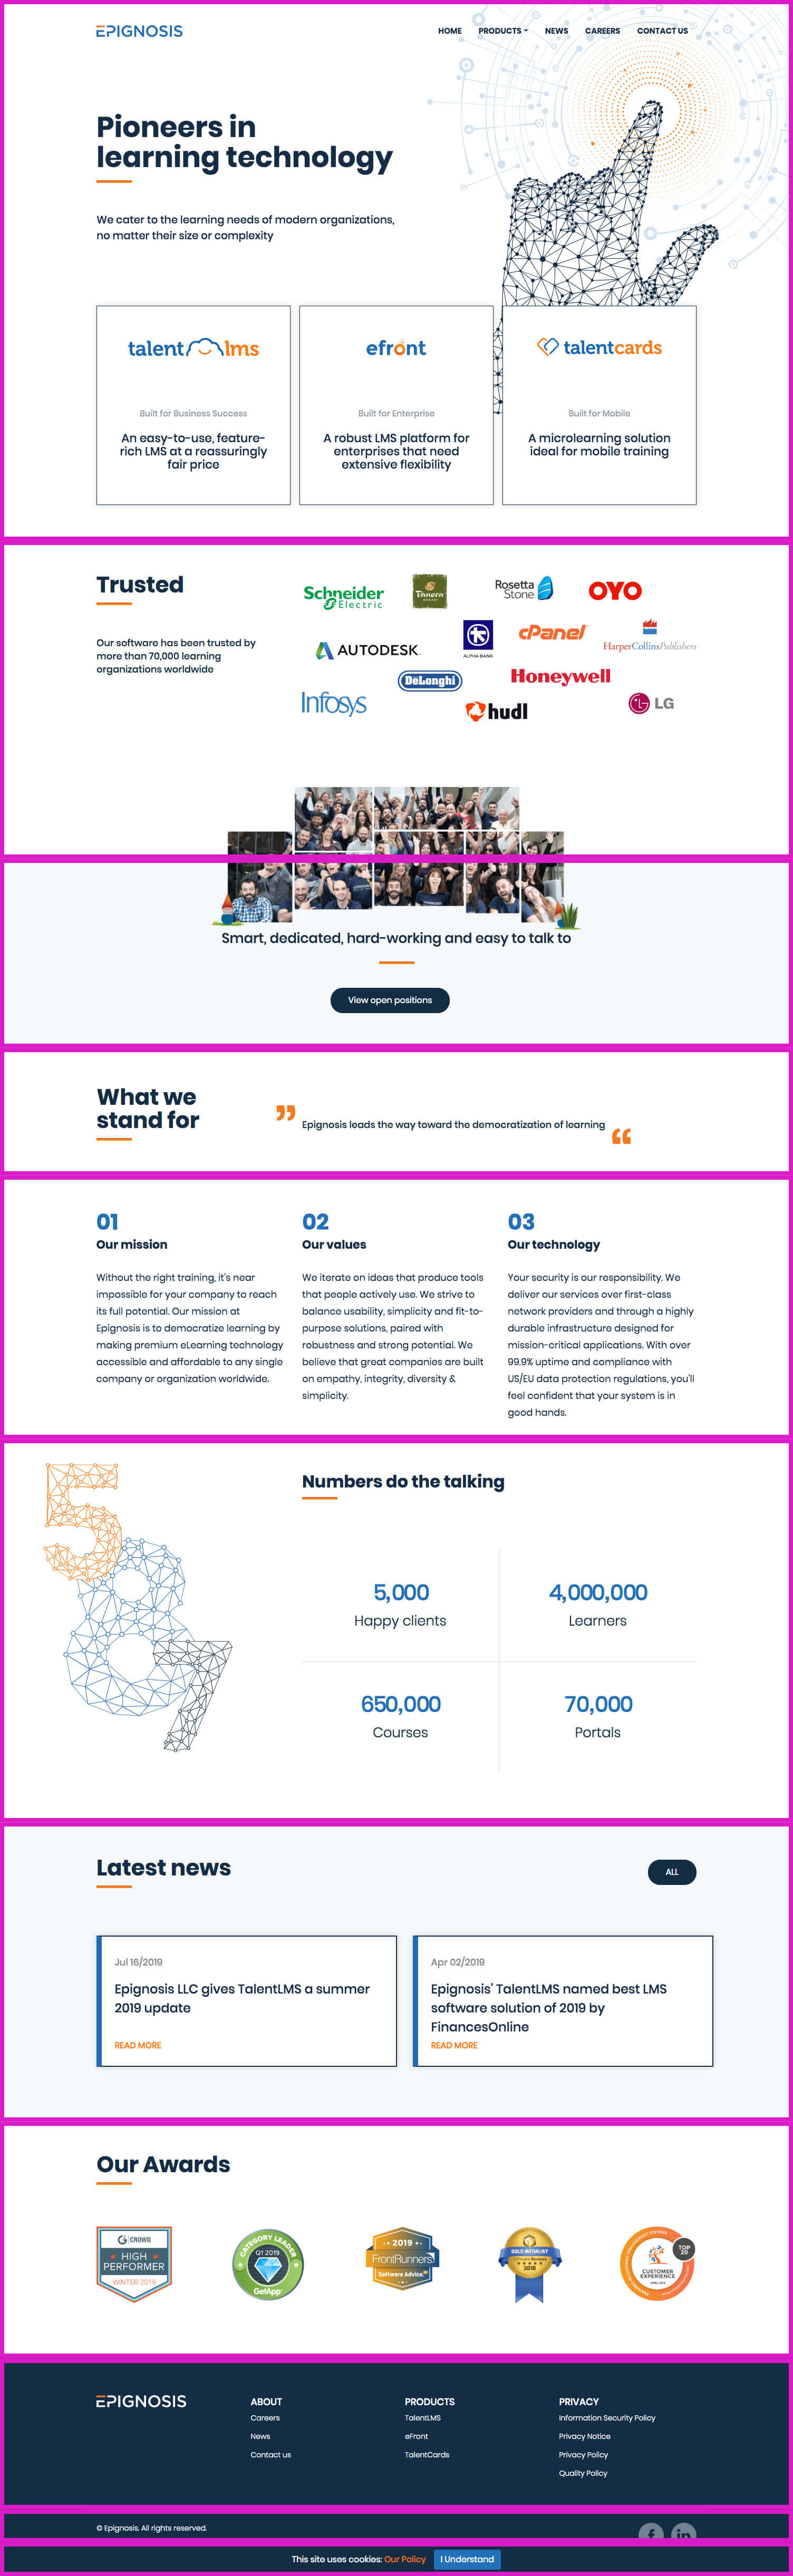 EPIGNOSIS
HOME PRODUCTS NEWS CAREERS CONTACT US
Pioneers in
learning technology
We cater to the learning needs of modern organizations,
no matter their size or complexity
talent lms
Built for Business Success
An easy-to-use, feature-
rich LMS at a reassuringly
fair price
efront
Built for Enterprise
A robust LMS platform for
enterprises that need
extensive flexibility
talentcards
Built for Mobile
A microlearning solution
ideal for mobile training
Trusted
Our software has been trusted by
more than 70,000 learning
organizations worldwide
Schneider
Electric
Panera
BREAD
Rosetta
Stone
OYO
AUTODESK
ALPHA BANK
cPanel
HarperCollinsPublishers
DeLonghi
Honeywell
Infosys
hudl
LG
Smart, dedicated, hard-working and easy to talk to
View open positions
What we
stand for
” Epignosis leads the way toward the democratization of learning “
01
Our mission
Without the right training, it's near
impossible for your company to reach
its full potential. Our mission at
Epignosis is to democratize learning by
making premium eLearning technology
accessible and affordable to any single
company or organization worldwide.
02
Our values
We iterate on ideas that produce tools
that people actively use. We strive to
balance usability, simplicity and fit-to-
purpose solutions, paired with
robustness and strong potential. We
believe that great companies are built
on empathy, integrity, diversity &
simplicity.
03
Our technology
Your security is our responsibility. We
deliver our services over first-class
network providers and through a highly
durable infrastructure designed for
mission-critical applications. With over
99.9% uptime and compliance with
US/EU data protection regulations, you'll
feel confident that your system is in
good hands.
587
Numbers do the talking
5,000
Happy clients
4,000,000
Learners
650,000
Courses
70,000
Portals
Latest news
ALL
Jul 16/2019
Epignosis LLC gives TalentLMS a summer
2019 update
READ MORE
Apr 02/2019
Epignosis' TalentLMS named best LMS
software solution of 2019 by
FinancesOnline
READ MORE
Our Awards
G CROWD
HIGH
PERFORMER
WINTER 2019
CATEGORY LEADER
Q1 2019
GetApp
2019
FrontRunners
Software Advice
GOLD MEDALIST
Software Reviews
2018
TOP
20
CUSTOMER
EXPERIENCE
EPIGNOSIS
ABOUT
Careers
News
Contact us
PRODUCTS
TalentLMS
eFront
TalentCards
PRIVACY
Information Security Policy
Privacy Notice
Privacy Policy
Quality Policy
© Epignosis. All rights reserved.
f in
This site uses cookies: Our Policy I Understand